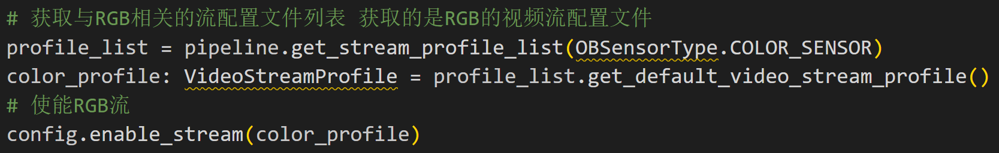 # 获取与RGB相关的流配置文件列表 获取的是RGB的视频流配置文件
profile_list = pipeline.get_stream_profile_list(OBSensorType.COLOR_SENSOR)
color_profile: VideoStreamProfile = profile_list.get_default_video_stream_profile()
# 使能RGB流
config.enable_stream(color_profile)